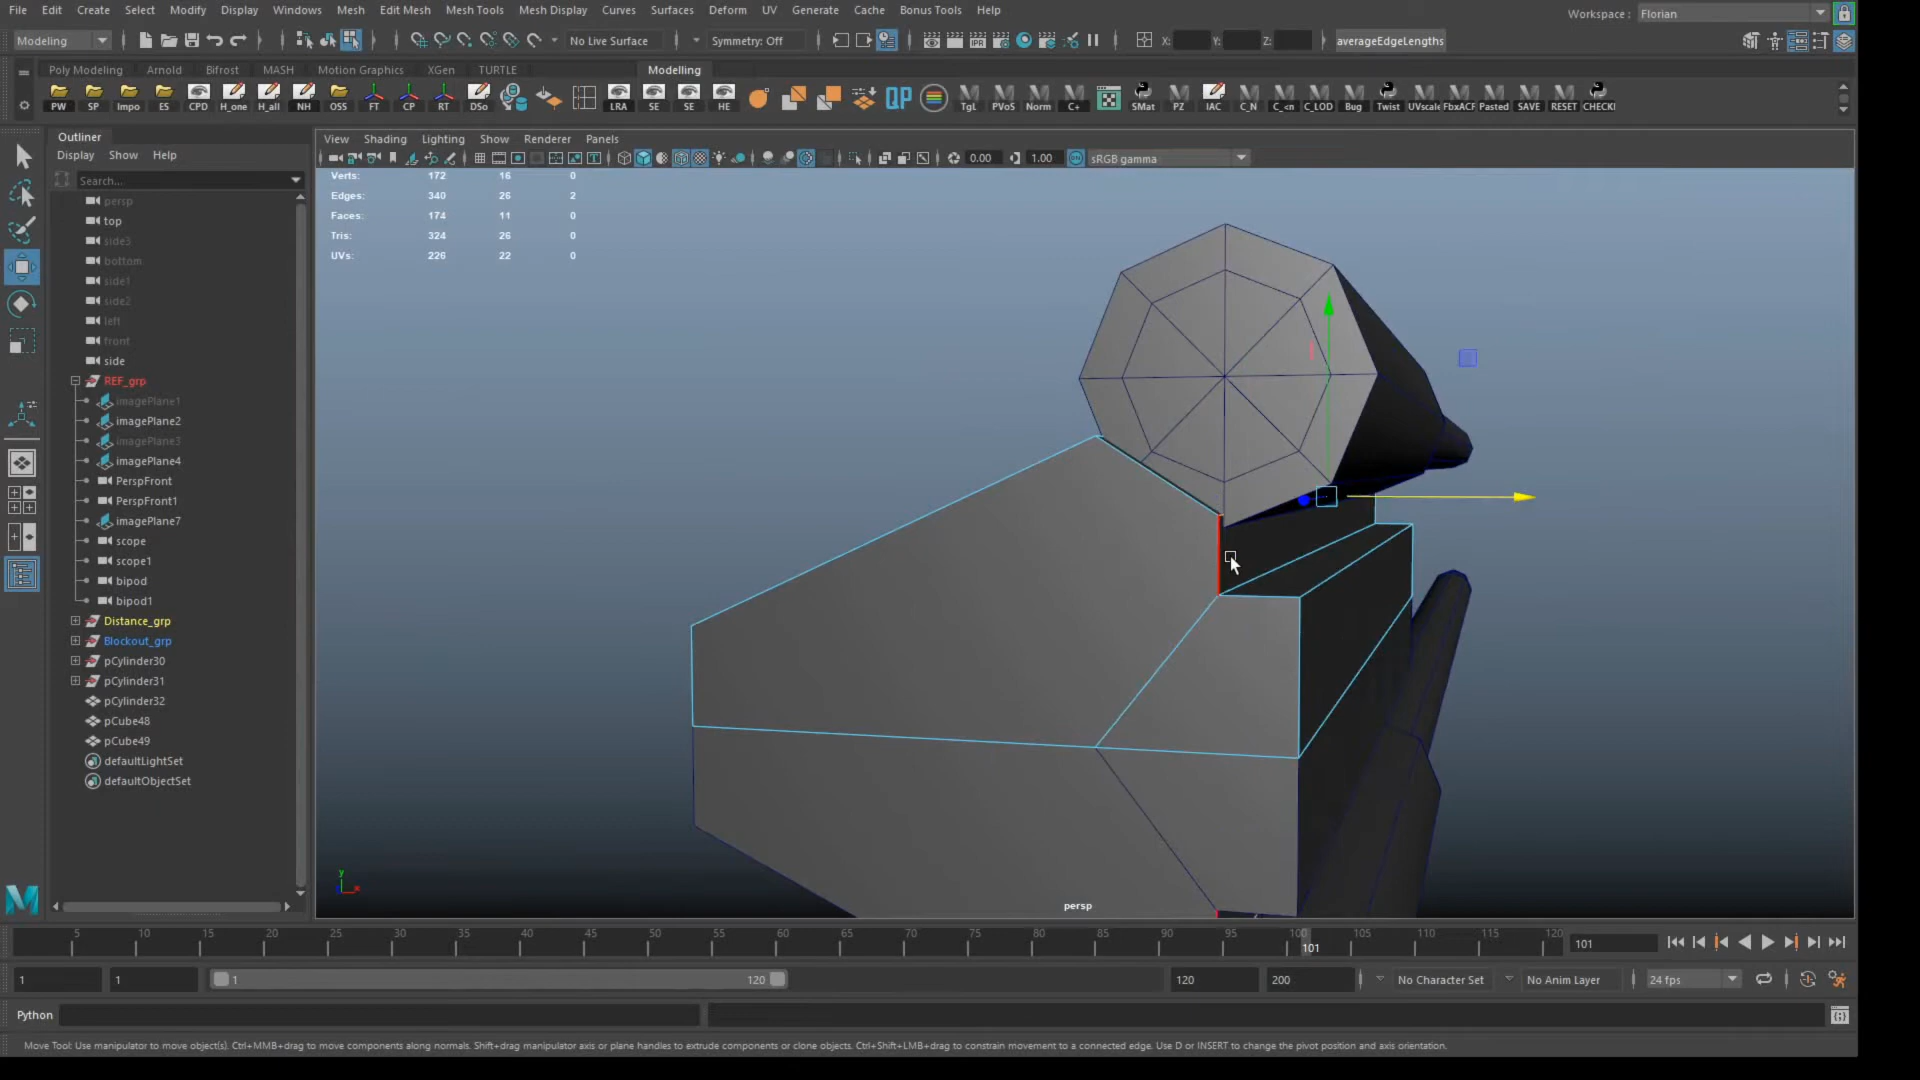 File Edit Create Select Modify Display Windows Mesh Edit Mesh Mesh Tools Mesh Display Curves Surfaces Deform UV Generate Cache Bonus Tools Help
Workspace : Florian
Modeling No Live Surface Symmetry: Off X: Y: Z: averageEdgeLengths
Poly Modeling Arnold Bifrost MASH Motion Graphics XGen TURTLE Modelling
PW SP Impo ES CPD H_one H_all NH OSS FT CP RT DSo LRA SE SE HE QP TgL PVoS Norm C+ SMat PZ IAC C_N C_<n C_LOD Bug Twist UVscale FbxACF Pasted SAVE RESET CHECKI
Outliner
Display Show Help
Search...
persp
top
side3
bottom
side1
side2
left
front
side
REF_grp
imagePlane1
imagePlane2
imagePlane3
imagePlane4
PerspFront
PerspFront1
imagePlane7
scope
scope1
bipod
bipod1
Distance_grp
Blockout_grp
pCylinder30
pCylinder31
pCylinder32
pCube48
pCube49
defaultLightSet
defaultObjectSet
View Shading Lighting Show Renderer Panels
0.00 1.00 sRGB gamma
Verts: 172 16 0
Edges: 340 26 2
Faces: 174 11 0
Tris: 324 26 0
UVs: 226 22 0
y
x
persp
5 10 15 20 25 30 35 40 45 50 55 60 65 70 75 80 85 90 95 100 105 110 115 120
101
101
1 1 1 120 120 200 No Character Set No Anim Layer 24 fps
Python
Move Tool: Use manipulator to move object(s). Ctrl+MMB+drag to move components along normals. Shift+drag manipulator axis or plane handles to extrude components or clone objects. Ctrl+Shift+LMB+drag to constrain movement to a connected edge. Use D or INSERT to change the pivot position and axis orientation.